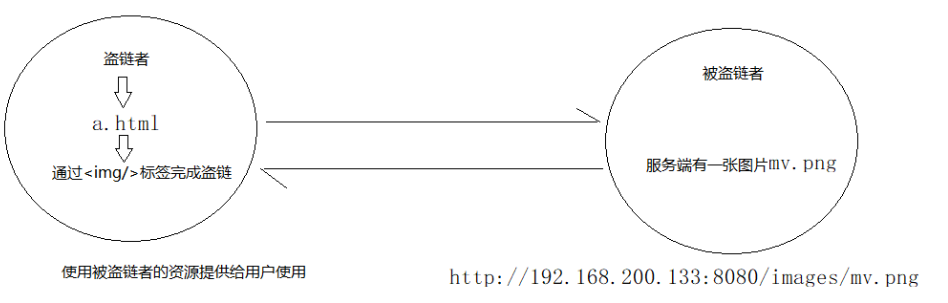 盗链者
a.html
通过<img/>标签完成盗链
使用被盗链者的资源提供给用户使用
被盗链者
服务端有一张图片mv.png
http://192.168.200.133:8080/images/mv.png